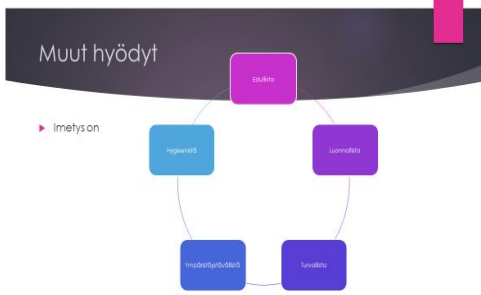 Muut hyödyt
Imetys on
Edullista
Luonnollista
Turvallista
Ympäristöystävällistä
Hygieenistä